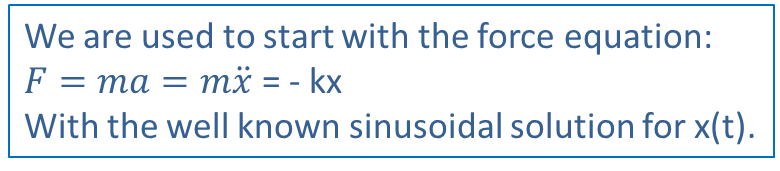 We are used to start with the force equation:
𝐹 = 𝑚𝑎 = 𝑚𝑥̈ = - kx
With the well known sinusoidal solution for x(t).